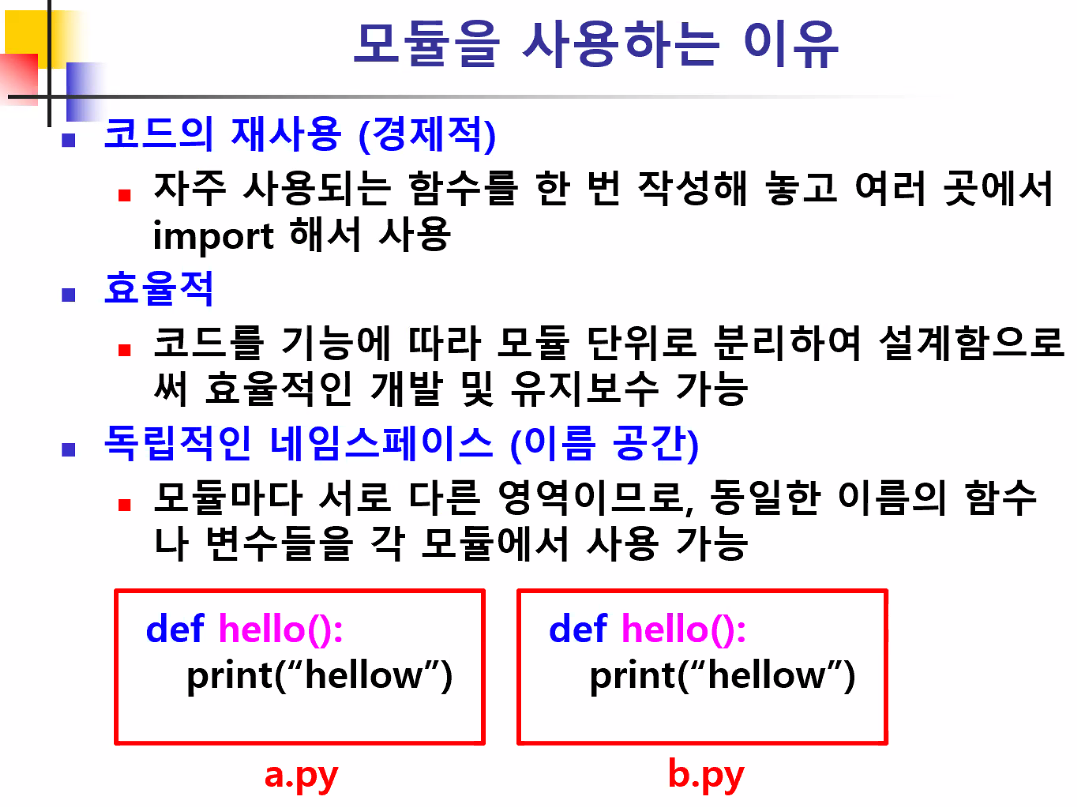 모듈을 사용하는 이유
코드의 재사용 (경제적)
자주 사용되는 함수를 한 번 작성해 놓고 여러 곳에서
import 해서 사용
효율적
코드를 기능에 따라 모듈 단위로 분리하여 설계함으로
써 효율적인 개발 및 유지보수 가능
독립적인 네임스페이스 (이름 공간)
모듈마다 서로 다른 영역이므로, 동일한 이름의 함수
나 변수들을 각 모듈에서 사용 가능
def hello():
print(“hellow”)
a.py
def hello():
print(“hellow”)
b.py